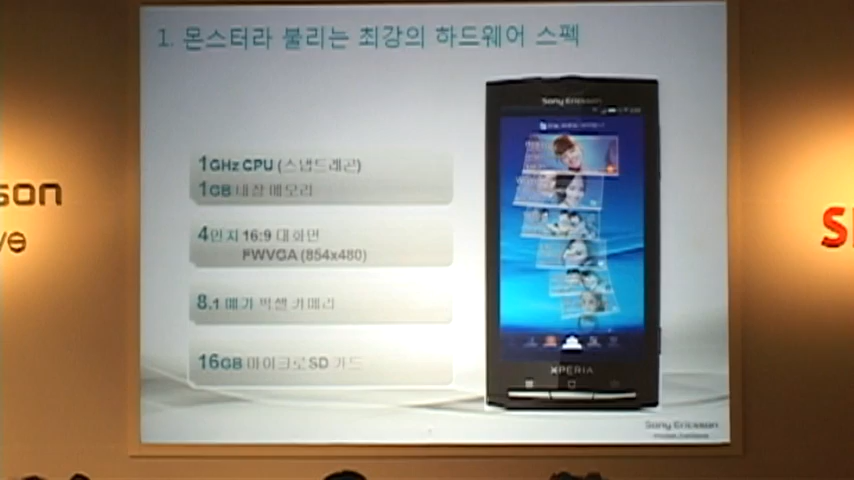 1. 몬스터라 불리는 최강의 하드웨어 스펙
1GHz CPU (스냅드래곤)
1GB 내장 메모리
4인치 16:9 대화면
FWVGA (854x480)
8.1 메가 픽셀 카메라
16GB 마이크로SD 카드
Sony Ericsson
XPERIA
Sony Ericsson
son
S